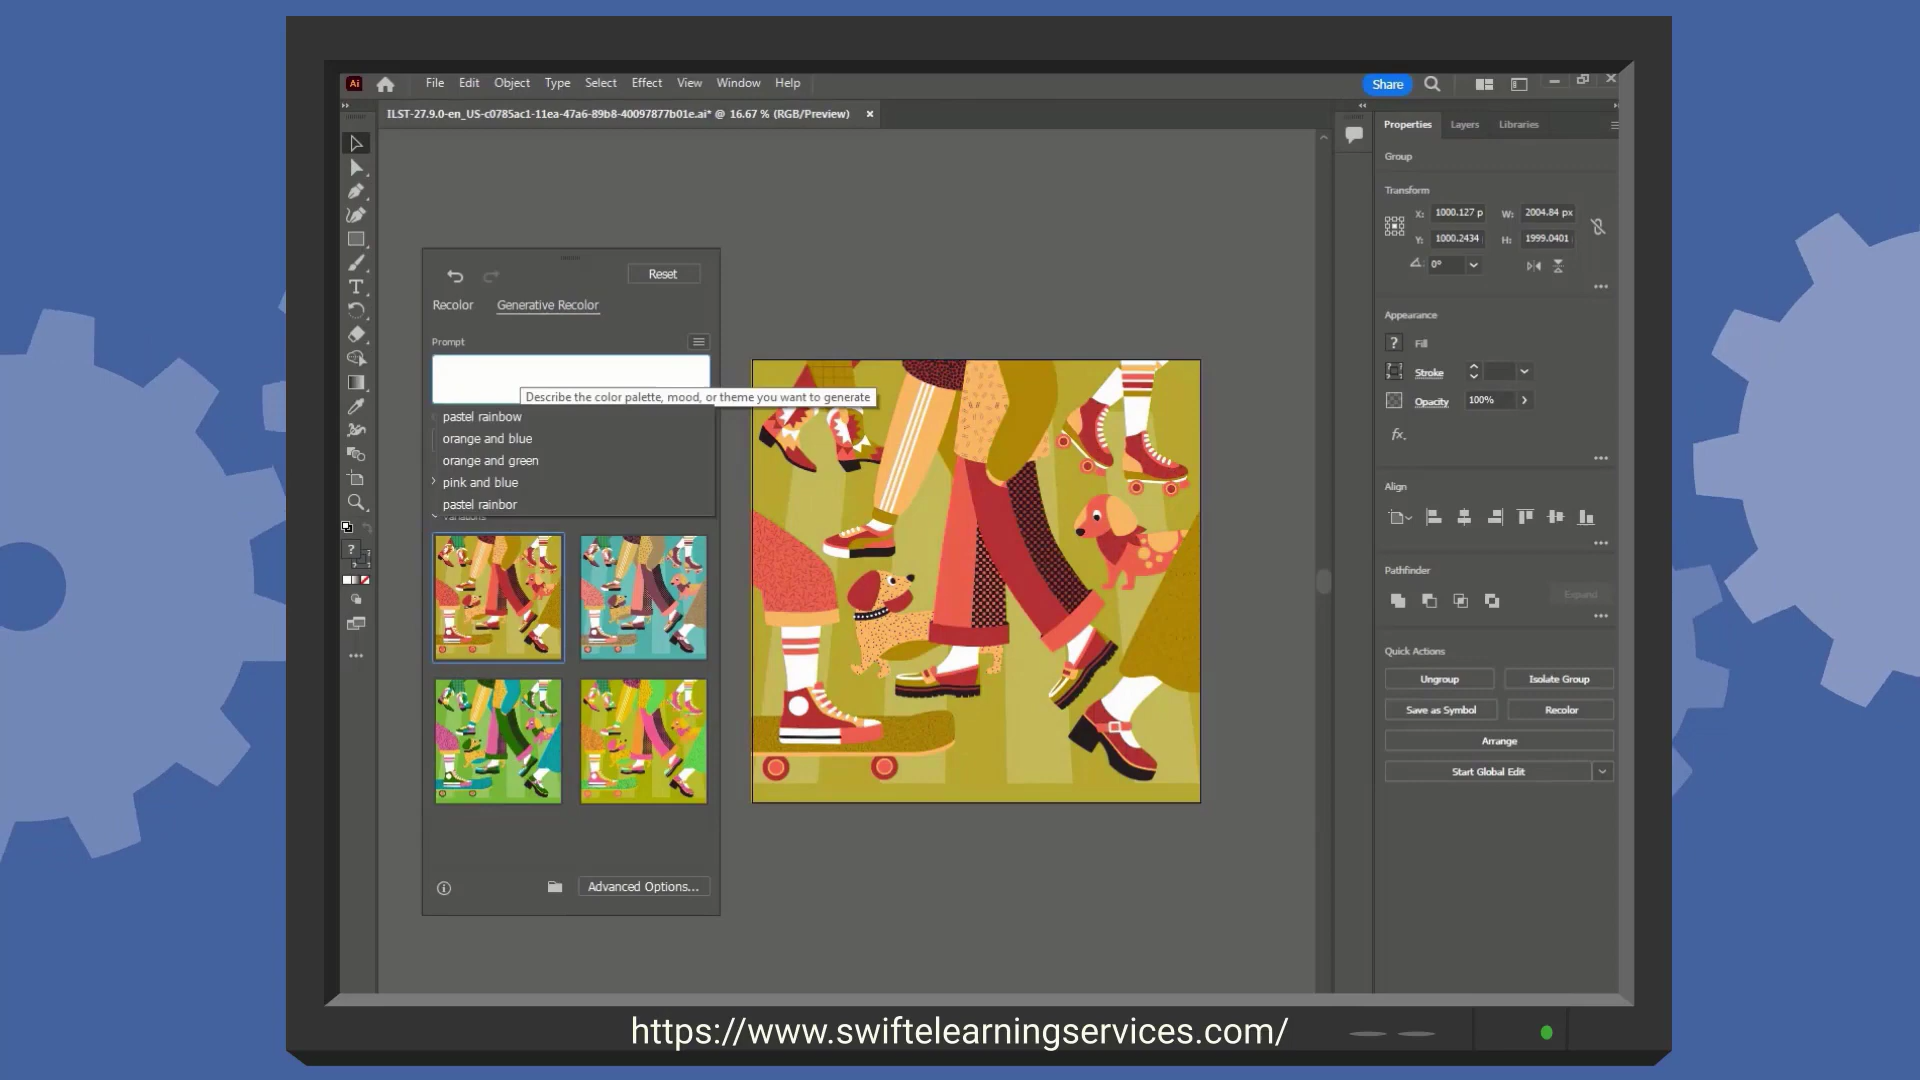 Ai File Edit Object Type Select Effect View Window Help Share
ILST-27.9.0-en_US-c0785ac1-11ea-47a6-89b8-40097877b01e.ai* @ 16.67 % (RGB/Preview) ×
Properties Layers Libraries
Group
Transform
X: 1000.127 p W: 2004.84 px
Y: 1000.2434 H: 1999.0401
0°
Reset
Recolor Generative Recolor
Prompt
Describe the color palette, mood, or theme you want to generate
pastel rainbow
orange and blue
orange and green
pink and blue
pastel rainbor
Variations
Advanced Options...
Appearance
? Fill
Stroke
Opacity 100%
fx.
Align
Pathfinder
Expand
Quick Actions
Ungroup Isolate Group
Save as Symbol Recolor
Arrange
Start Global Edit
https://www.swiftelearningservices.com/